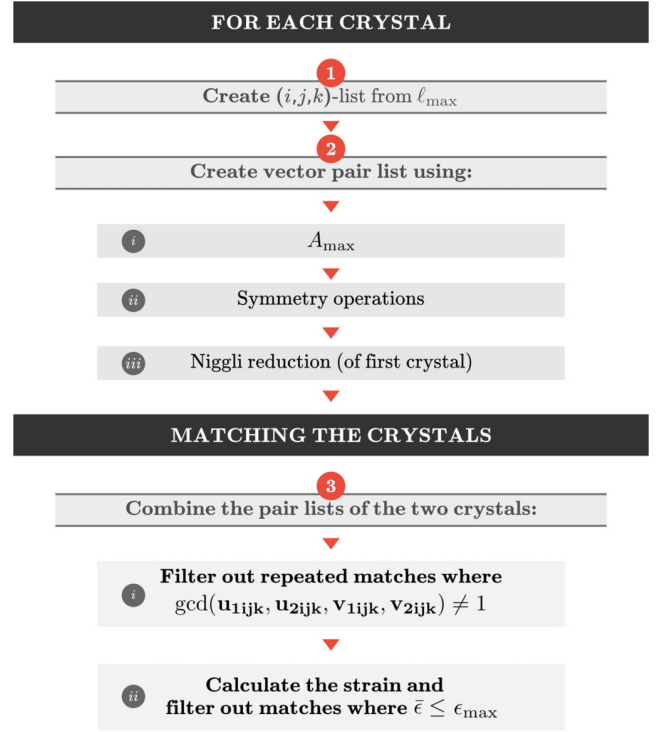 FOR EACH CRYSTAL
1
Create (i,j,k)-list from ℓmax
2
Create vector pair list using:
i
Amax
ii
Symmetry operations
iii
Niggli reduction (of first crystal)
MATCHING THE CRYSTALS
3
Combine the pair lists of the two crystals:
i
Filter out repeated matches where
gcd(u1ijk, u2ijk, v1ijk, v2ijk) ≠ 1
ii
Calculate the strain and
filter out matches where ε̄ ≤ ϵmax